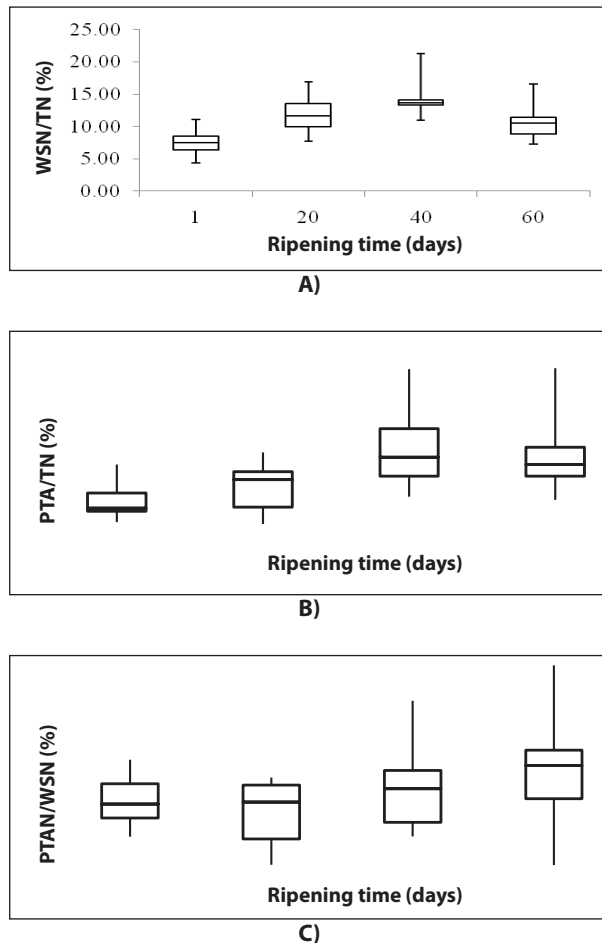 25.00
20.00
15.00
10.00
5.00
0.00
WSN/TN (%)
1 20 40 60
Ripening time (days)
A)
PTA/TN (%)
Ripening time (days)
B)
PTAN/WSN (%)
Ripening time (days)
C)